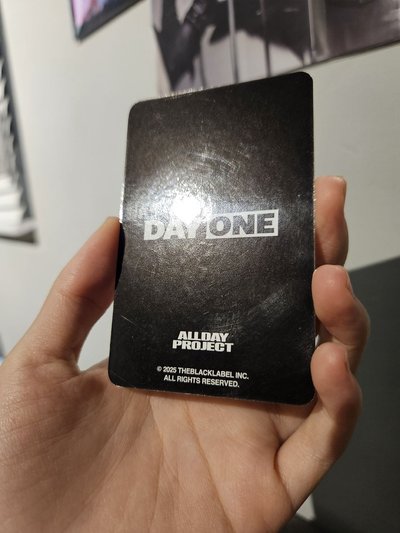 DAY ONE
ALLDAY
PROJECT
© 2025 THEBLACKLABEL INC.
ALL RIGHTS RESERVED.